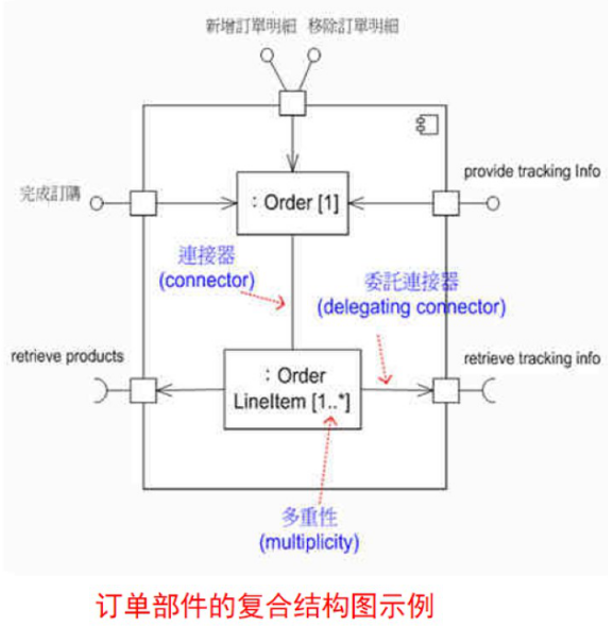 新增訂單明細 移除訂單明細
provide tracking Info
完成訂購
: Order [1]
連接器
(connector)
委託連接器
(delegating connector)
retrieve products
: Order
LineItem [1..*]
retrieve tracking info
多重性
(multiplicity)
订单部件的复合结构图示例